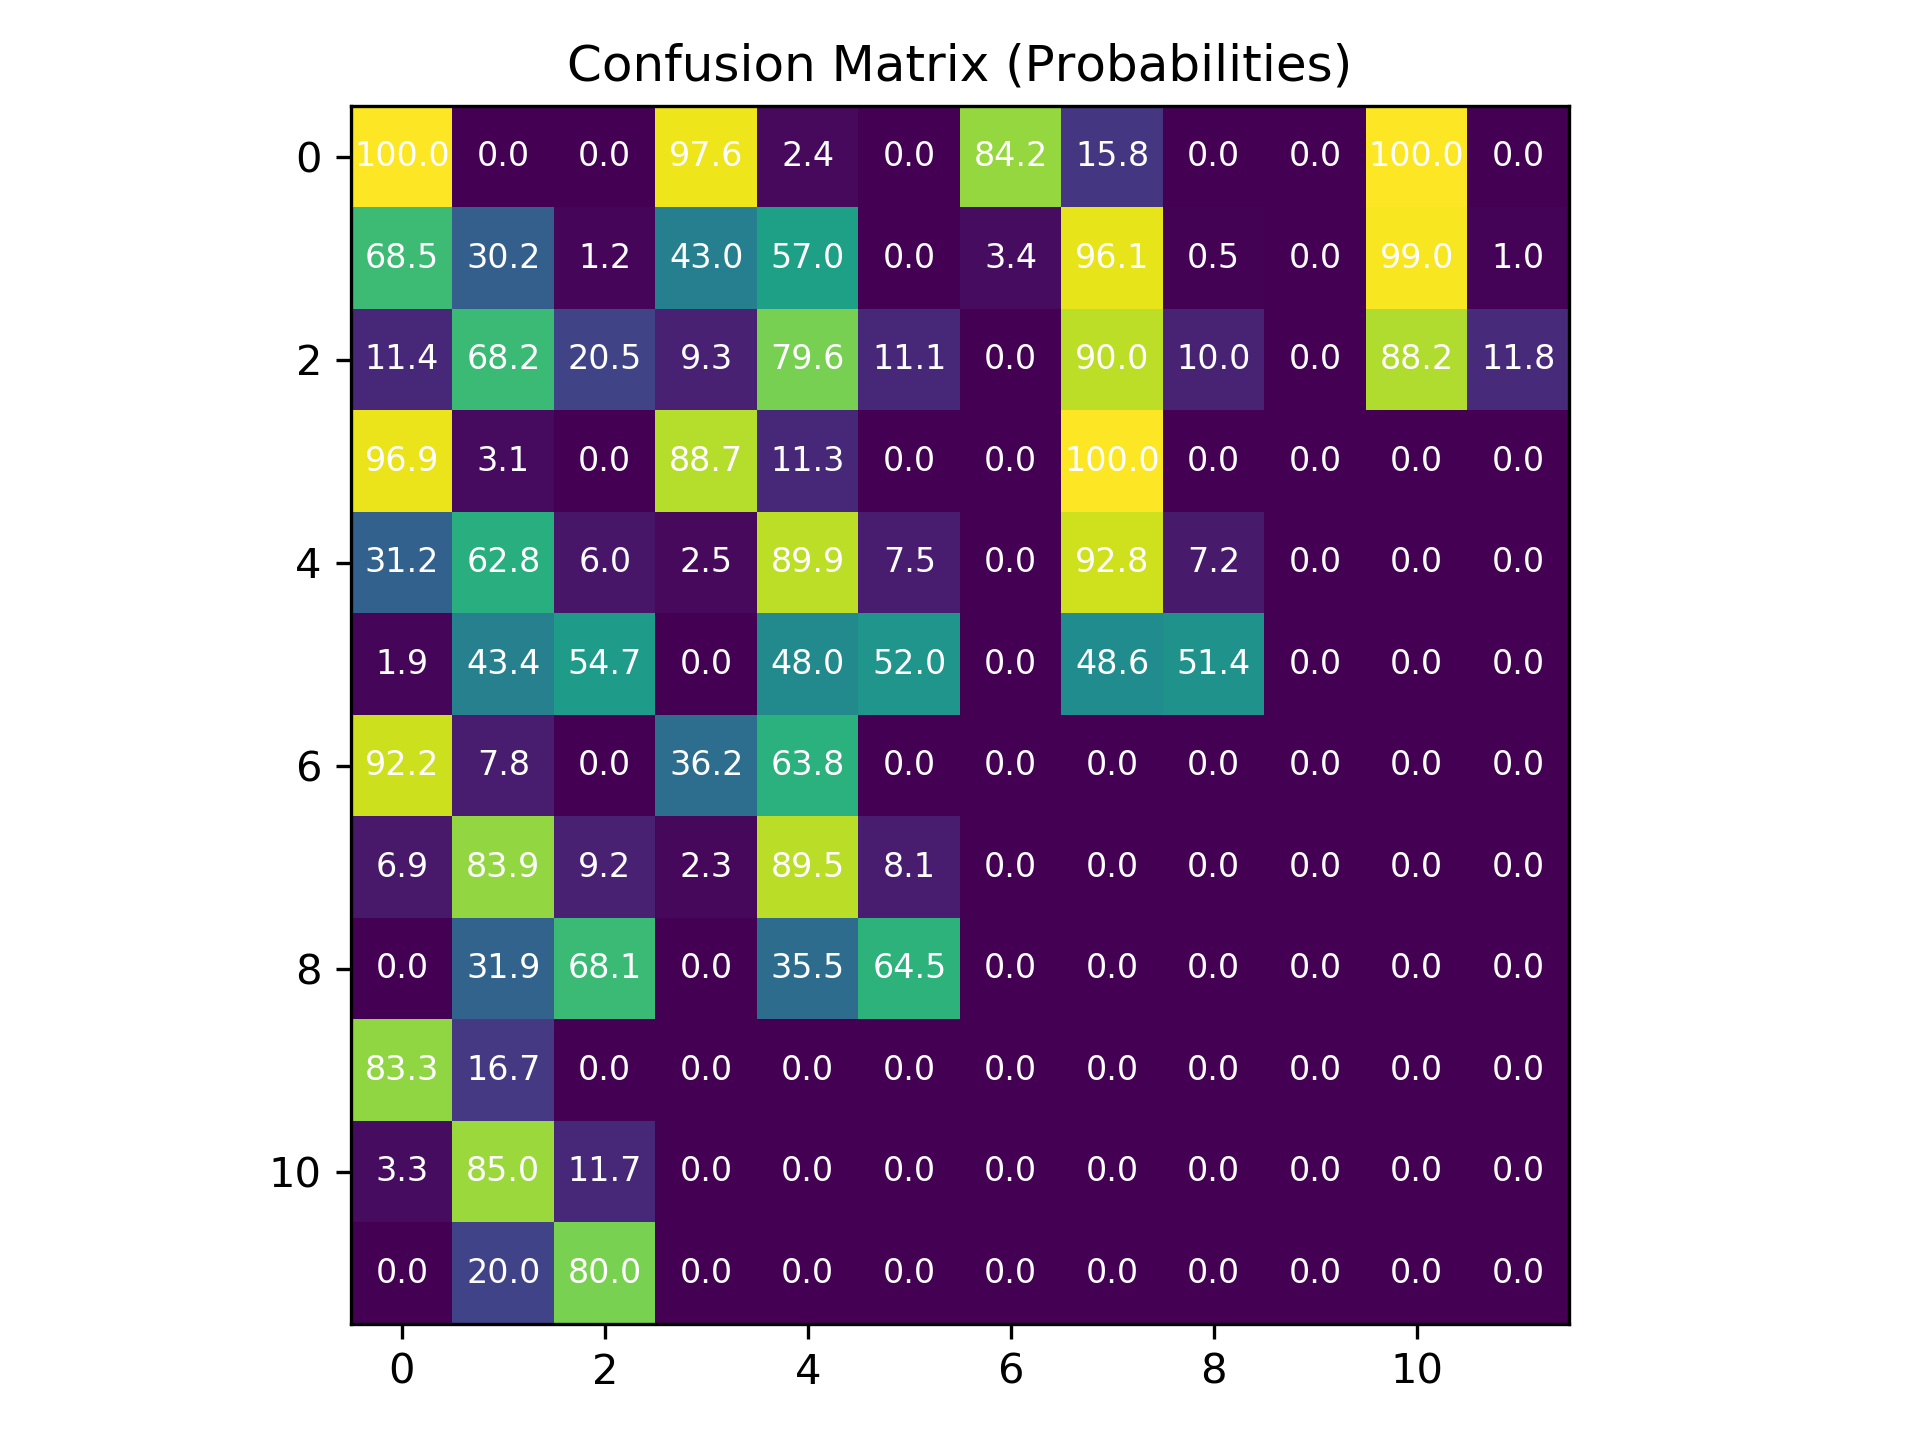 Confusion Matrix (Probabilities)
0 100.0 0.0 0.0 97.6 2.4 0.0 84.2 15.8 0.0 0.0 100.0 0.0
68.5 30.2 1.2 43.0 57.0 0.0 3.4 96.1 0.5 0.0 99.0 1.0
2 11.4 68.2 20.5 9.3 79.6 11.1 0.0 90.0 10.0 0.0 88.2 11.8
96.9 3.1 0.0 88.7 11.3 0.0 0.0 100.0 0.0 0.0 0.0 0.0
4 31.2 62.8 6.0 2.5 89.9 7.5 0.0 92.8 7.2 0.0 0.0 0.0
1.9 43.4 54.7 0.0 48.0 52.0 0.0 48.6 51.4 0.0 0.0 0.0
6 92.2 7.8 0.0 36.2 63.8 0.0 0.0 0.0 0.0 0.0 0.0 0.0
6.9 83.9 9.2 2.3 89.5 8.1 0.0 0.0 0.0 0.0 0.0 0.0
8 0.0 31.9 68.1 0.0 35.5 64.5 0.0 0.0 0.0 0.0 0.0 0.0
83.3 16.7 0.0 0.0 0.0 0.0 0.0 0.0 0.0 0.0 0.0 0.0
10 3.3 85.0 11.7 0.0 0.0 0.0 0.0 0.0 0.0 0.0 0.0 0.0
0.0 20.0 80.0 0.0 0.0 0.0 0.0 0.0 0.0 0.0 0.0 0.0
0 2 4 6 8 10